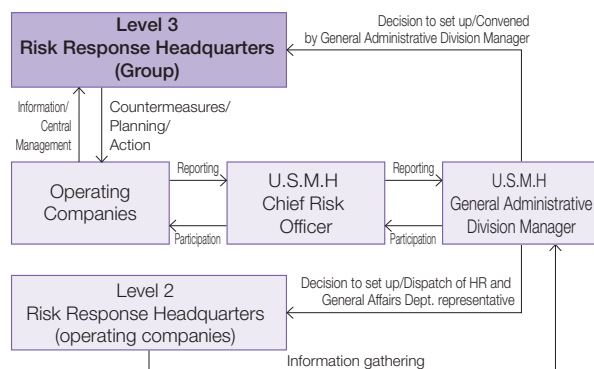 Level 3
Risk Response Headquarters
(Group)
Decision to set up/Convened
by General Administrative Division Manager
Information/
Central
Management
Countermeasures/
Planning/
Action
Operating
Companies
Reporting
Participation
U.S.M.H
Chief Risk
Officer
Reporting
Participation
U.S.M.H
General Administrative
Division Manager
Level 2
Risk Response Headquarters
(operating companies)
Decision to set up/Dispatch of HR and
General Affairs Dept. representative
Information gathering